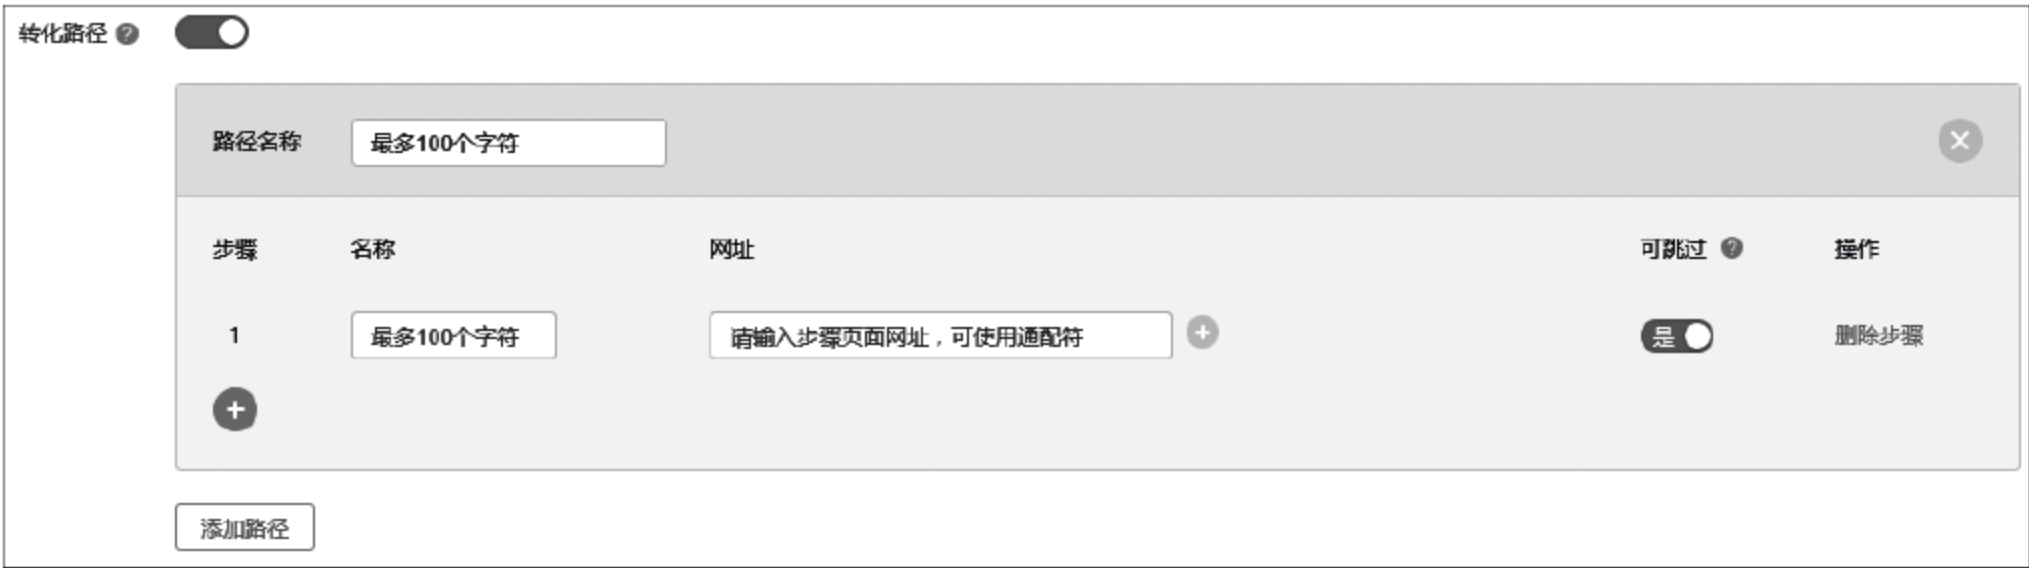 转化路径 ?
路径名称 最多100个字符
步骤 名称 网址 可跳过 ? 操作
1 最多100个字符 请输入步骤页面网址，可使用通配符 是 删除步骤
添加路径